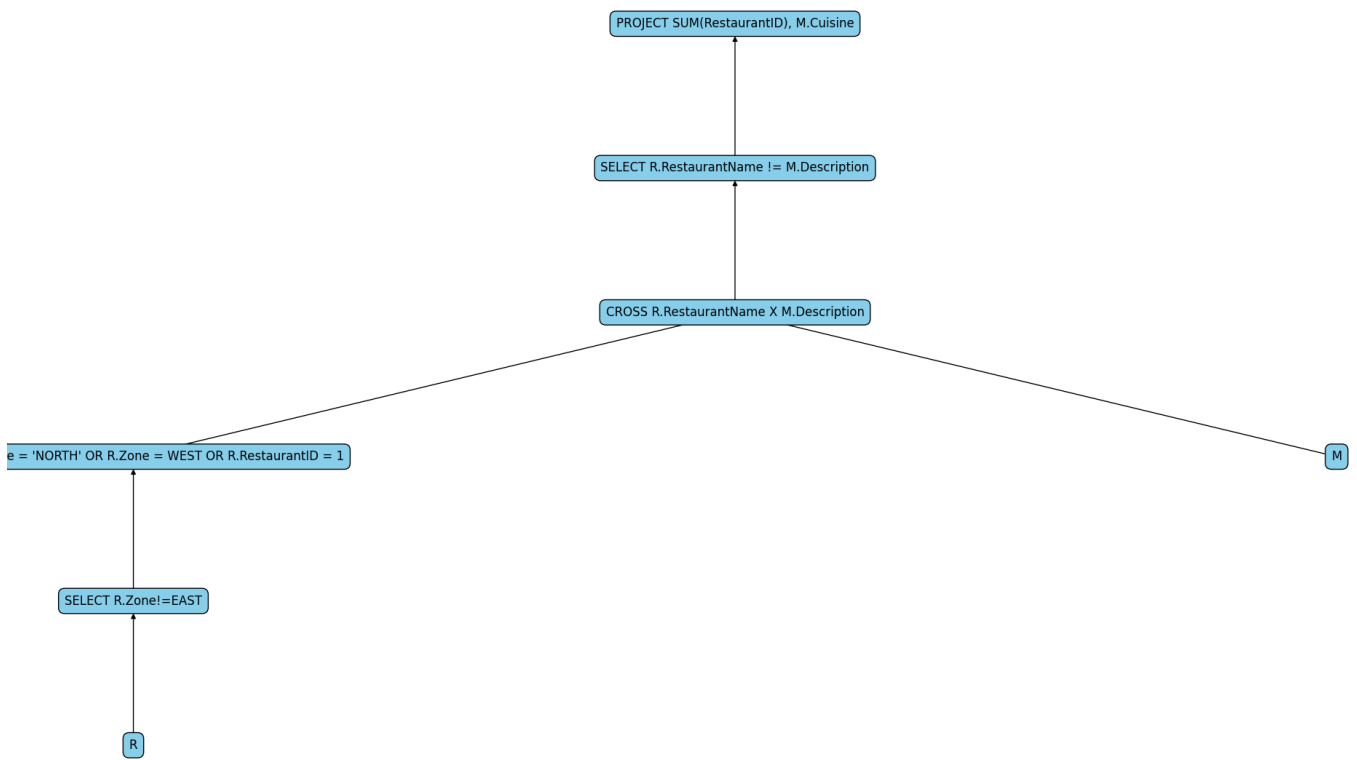 PROJECT SUM(RestaurantID), M.Cuisine
SELECT R.RestaurantName != M.Description
CROSS R.RestaurantName X M.Description
e = 'NORTH' OR R.Zone = WEST OR R.RestaurantID = 1
M
SELECT R.Zone!=EAST
R